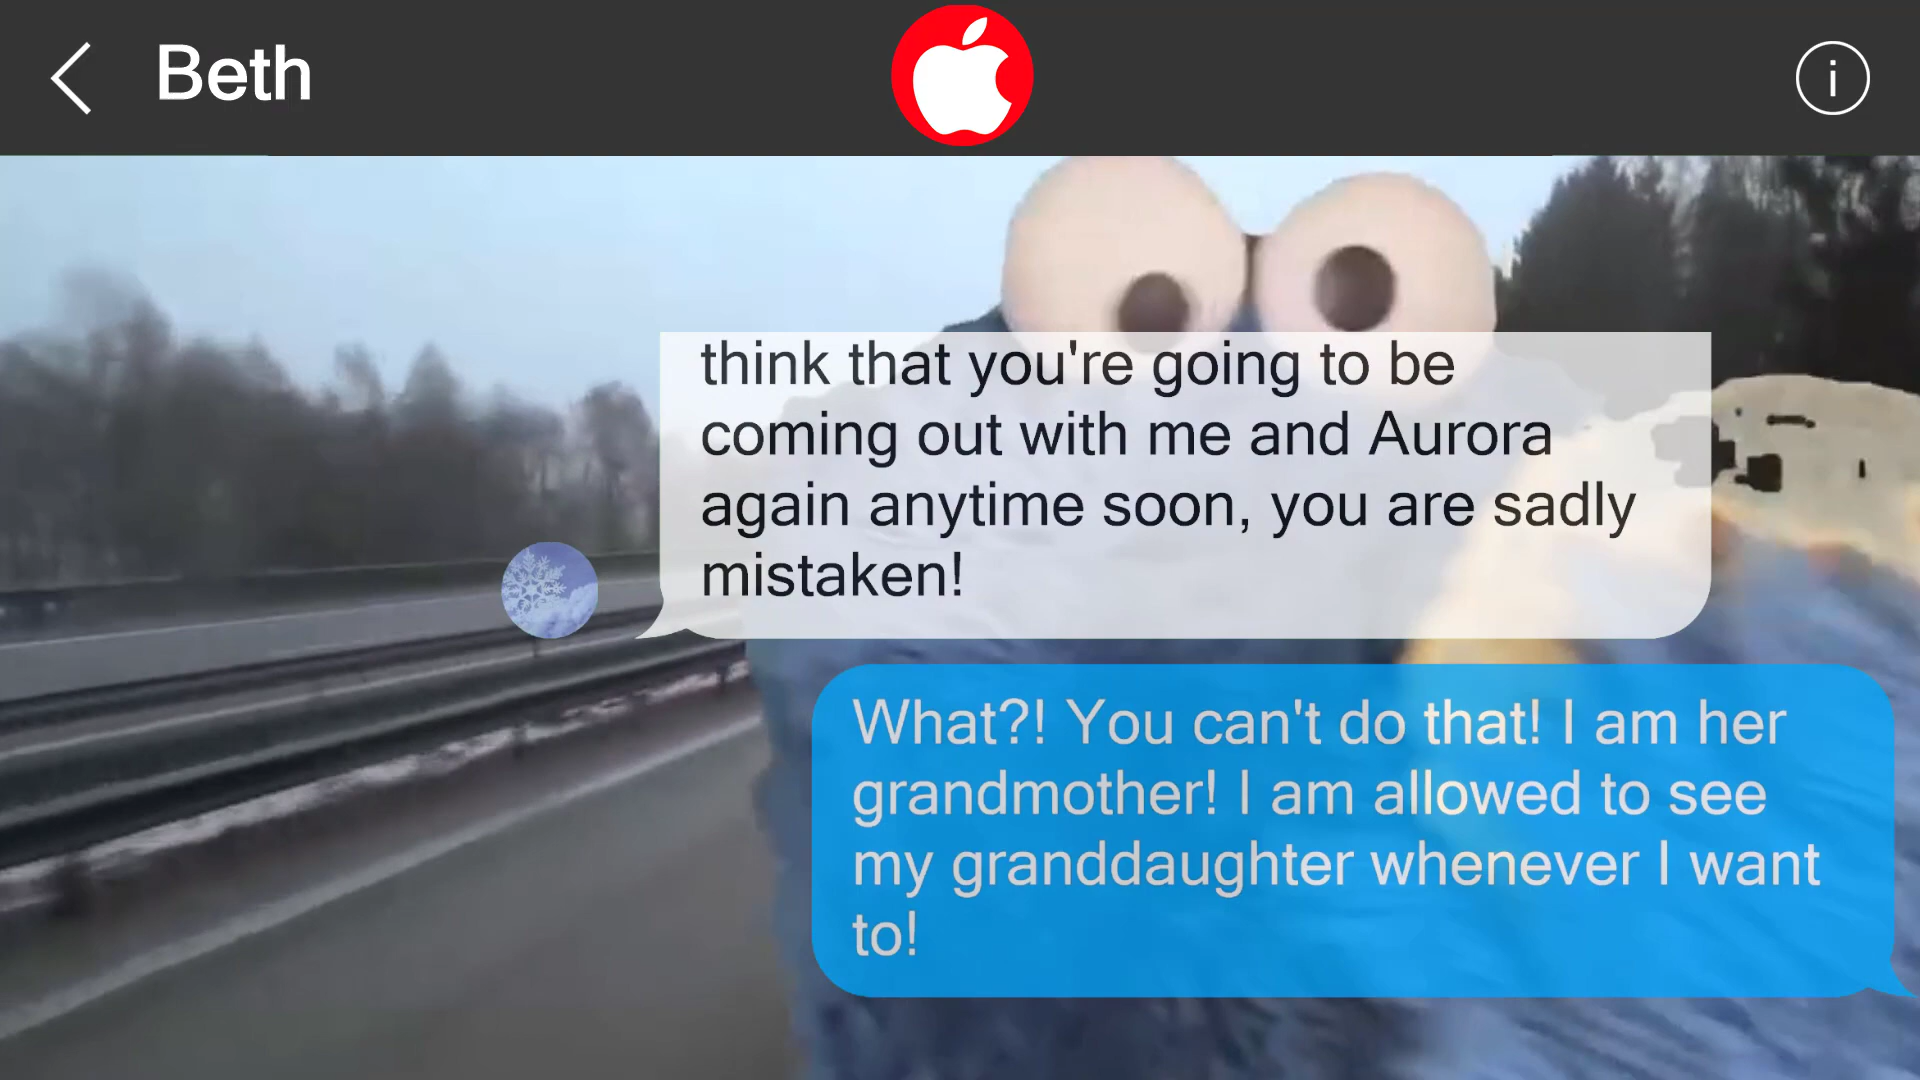 Beth
i
think that you're going to be
coming out with me and Aurora
again anytime soon, you are sadly
mistaken!
What?! You can't do that! I am her
grandmother! I am allowed to see
my granddaughter whenever I want
to!